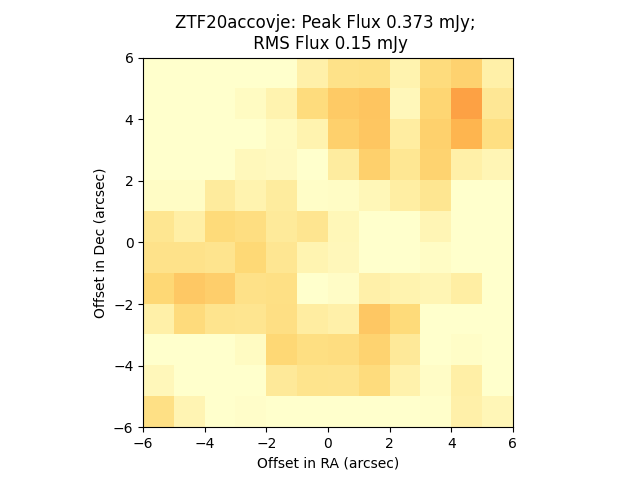 ZTF20accovje: Peak Flux 0.373 mJy;
RMS Flux 0.15 mJy
6
4
2
0
−2
−4
−6
Offset in Dec (arcsec)
−6 −4 −2 0 2 4 6
Offset in RA (arcsec)